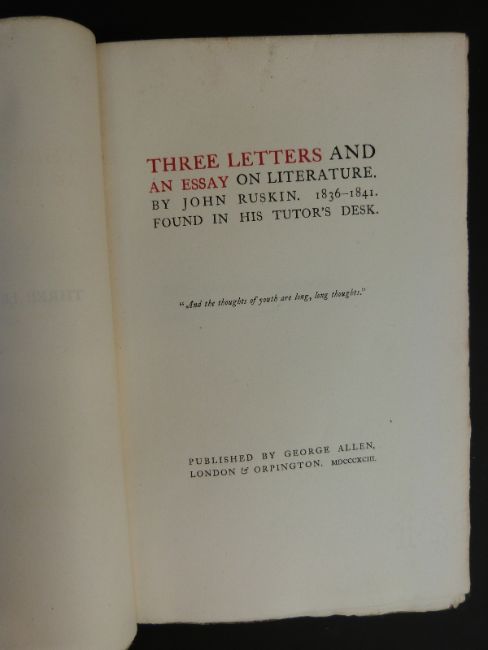 THREE LETTERS AND
AN ESSAY ON LITERATURE.
BY JOHN RUSKIN. 1836–1841.
FOUND IN HIS TUTOR'S DESK.
"And the thoughts of youth are long, long thoughts."
PUBLISHED BY GEORGE ALLEN,
LONDON & ORPINGTON. MDCCCXCIII.